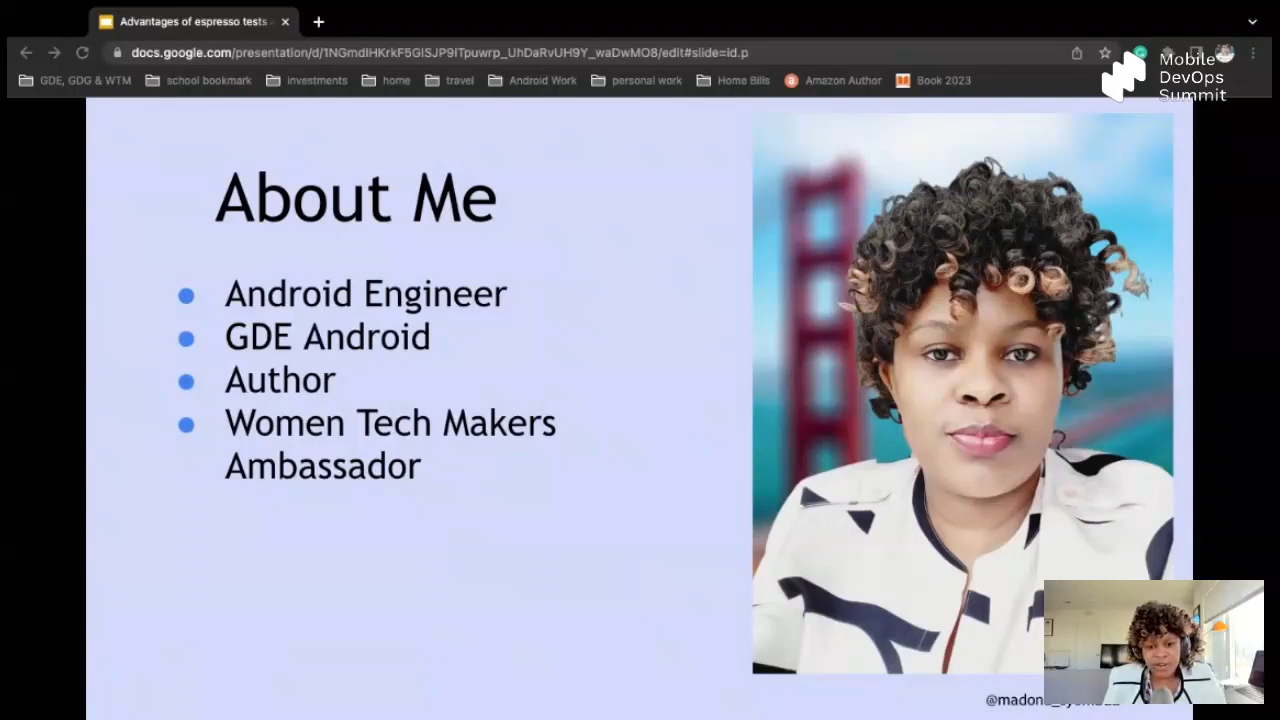 Advantages of espresso tests
docs.google.com/presentation/d/1NGmdIHKrkF5GlSJP9ITpuwrp_UhDaRvUH9Y_waDwMO8/edit#slide=id.p
GDE, GDG & WTM school bookmark investments home travel Android Work personal work Home Bills Amazon Author Book 2023
Mobile
DevOps
Summit
About Me
Android Engineer
GDE Android
Author
Women Tech Makers
Ambassador